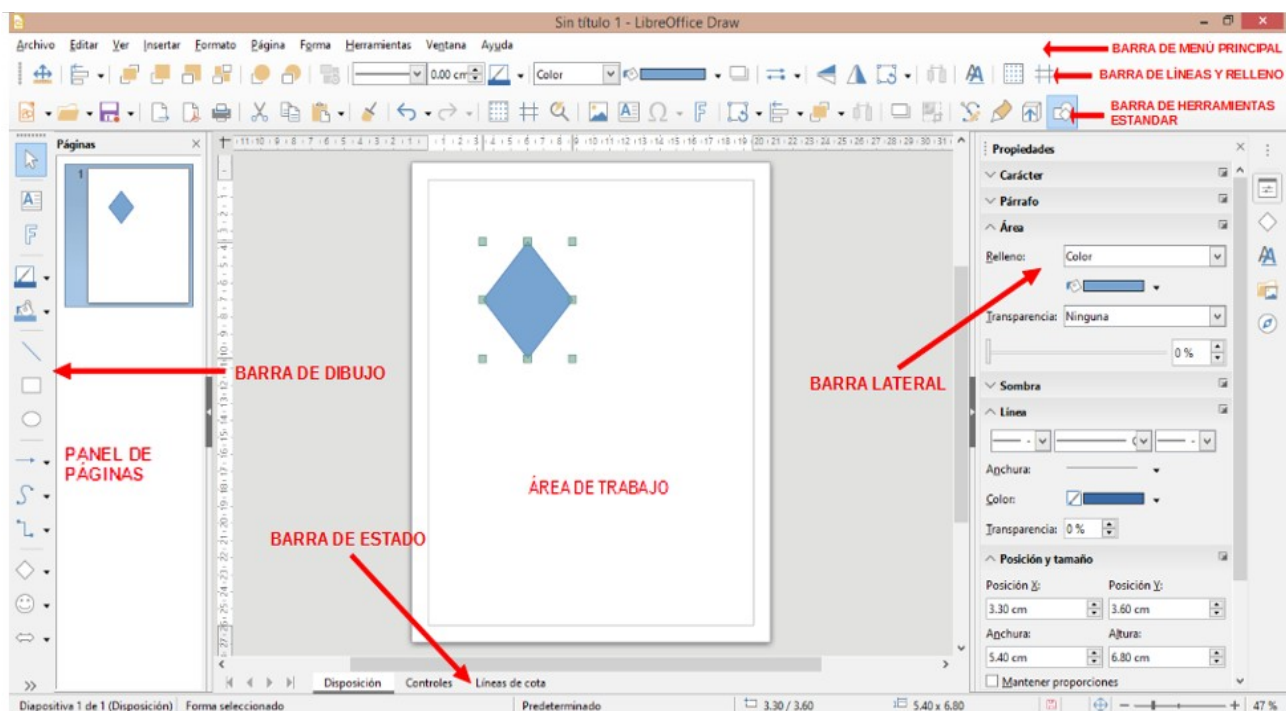 Sin título 1 - LibreOffice Draw
Archivo Editar Ver Insertar Formato Página Forma Herramientas Ventana Ayuda
BARRA DE MENÚ PRINCIPAL
0.00 cm Color
BARRA DE LÍNEAS Y RELLENO
BARRA DE HERRAMIENTAS
ESTANDAR
Páginas
1
Propiedades
Carácter
Párrafo
Área
Relleno: Color
Transparencia: Ninguna
0 %
BARRA DE DIBUJO
BARRA LATERAL
Sombra
Línea
PANEL DE
PÁGINAS
Anchura:
ÁREA DE TRABAJO
Color:
Transparencia: 0 %
BARRA DE ESTADO
Posición y tamaño
Posición X: Posición Y:
3.30 cm 3.60 cm
Anchura: Altura:
5.40 cm 6.80 cm
Mantener proporciones
Disposición Controles Líneas de cota
Diapositiva 1 de 1 (Disposición) Forma seleccionado Predeterminado 3.30 / 3.60 5.40 x 6.80 47 %